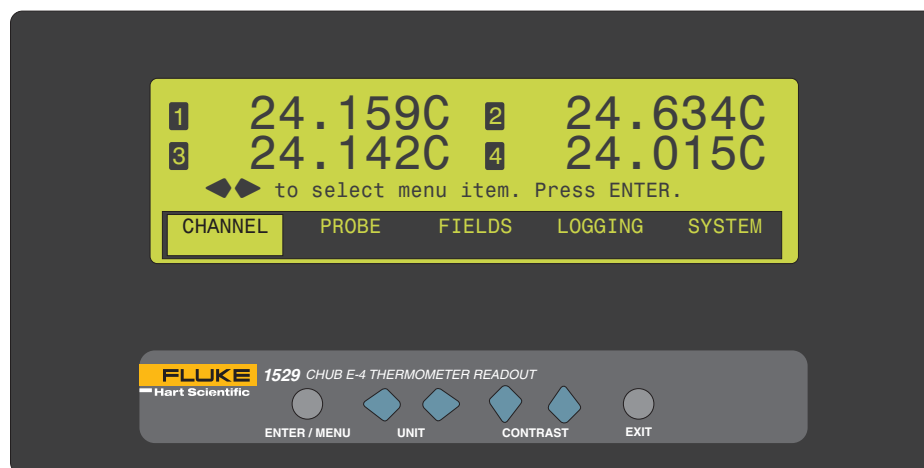 1 24.159C 2 24.634C
3 24.142C 4 24.015C
to select menu item. Press ENTER.
CHANNEL PROBE FIELDS LOGGING SYSTEM
FLUKE 1529 CHUB E-4 THERMOMETER READOUT
Hart Scientific
ENTER / MENU UNIT CONTRAST EXIT